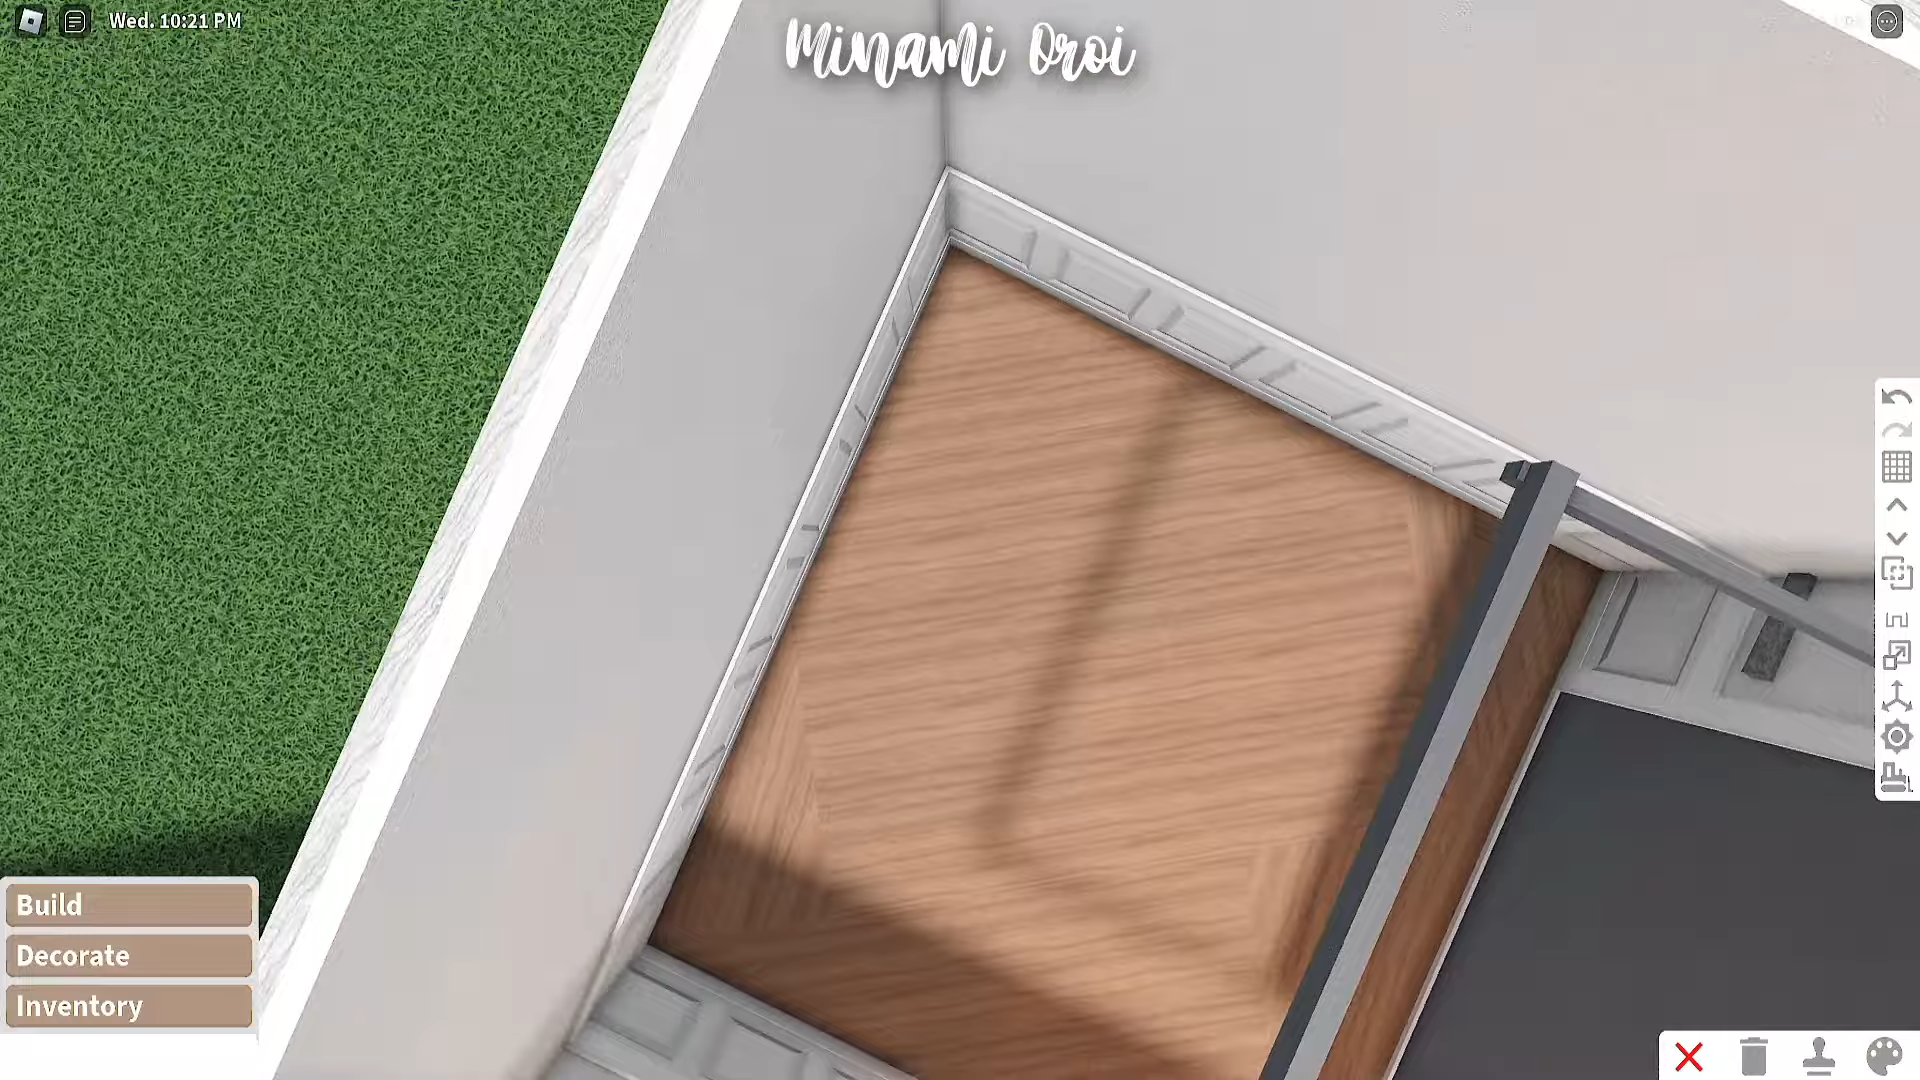 Wed. 10:21 PM
Minami Oroi
Build
Decorate
Inventory